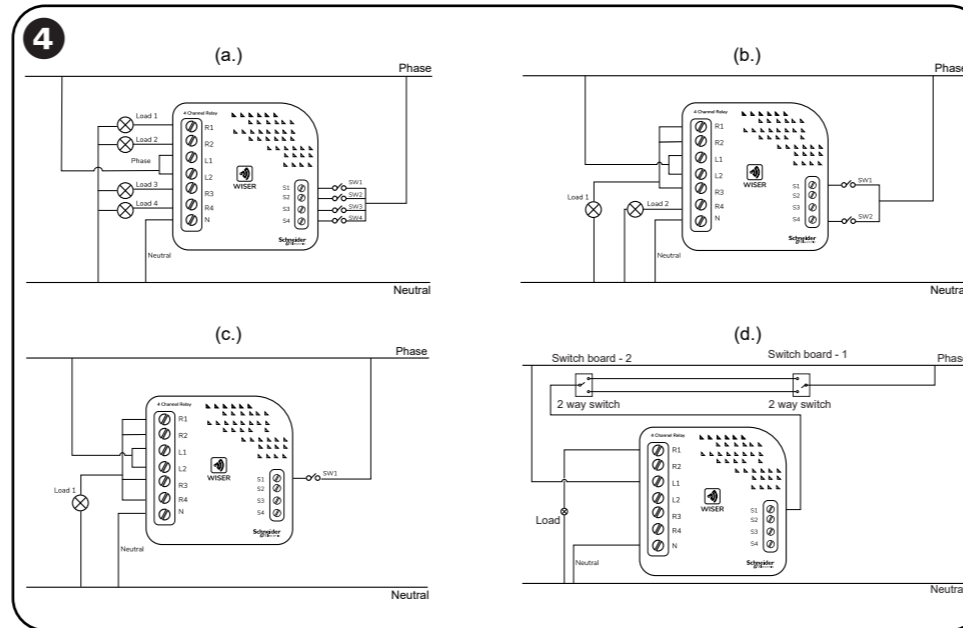 4
(a.)
Phase
4 Channel Relay
Load 1
R1
Load 2
R2
Phase
L1
L2
WISER
Load 3
R3
Load 4
R4
N
S1
SW1
S2
SW2
S3
SW3
S4
SW4
Schneider
Neutral
Neutral
(b.)
Phase
4 Channel Relay
R1
R2
L1
L2
WISER
Load 1
R3
Load 2
R4
N
S1
SW1
S2
S3
S4
SW2
Schneider
Neutral
Neutral
(c.)
Phase
4 Channel Relay
R1
R2
L1
L2
WISER
R3
Load 1
R4
N
S1
SW1
S2
S3
S4
Schneider
Neutral
Neutral
(d.)
Switch board - 2
Switch board - 1
Phase
2 way switch
2 way switch
4 Channel Relay
R1
R2
L1
L2
WISER
R3
Load
R4
N
S1
S2
S3
S4
Schneider
Neutral